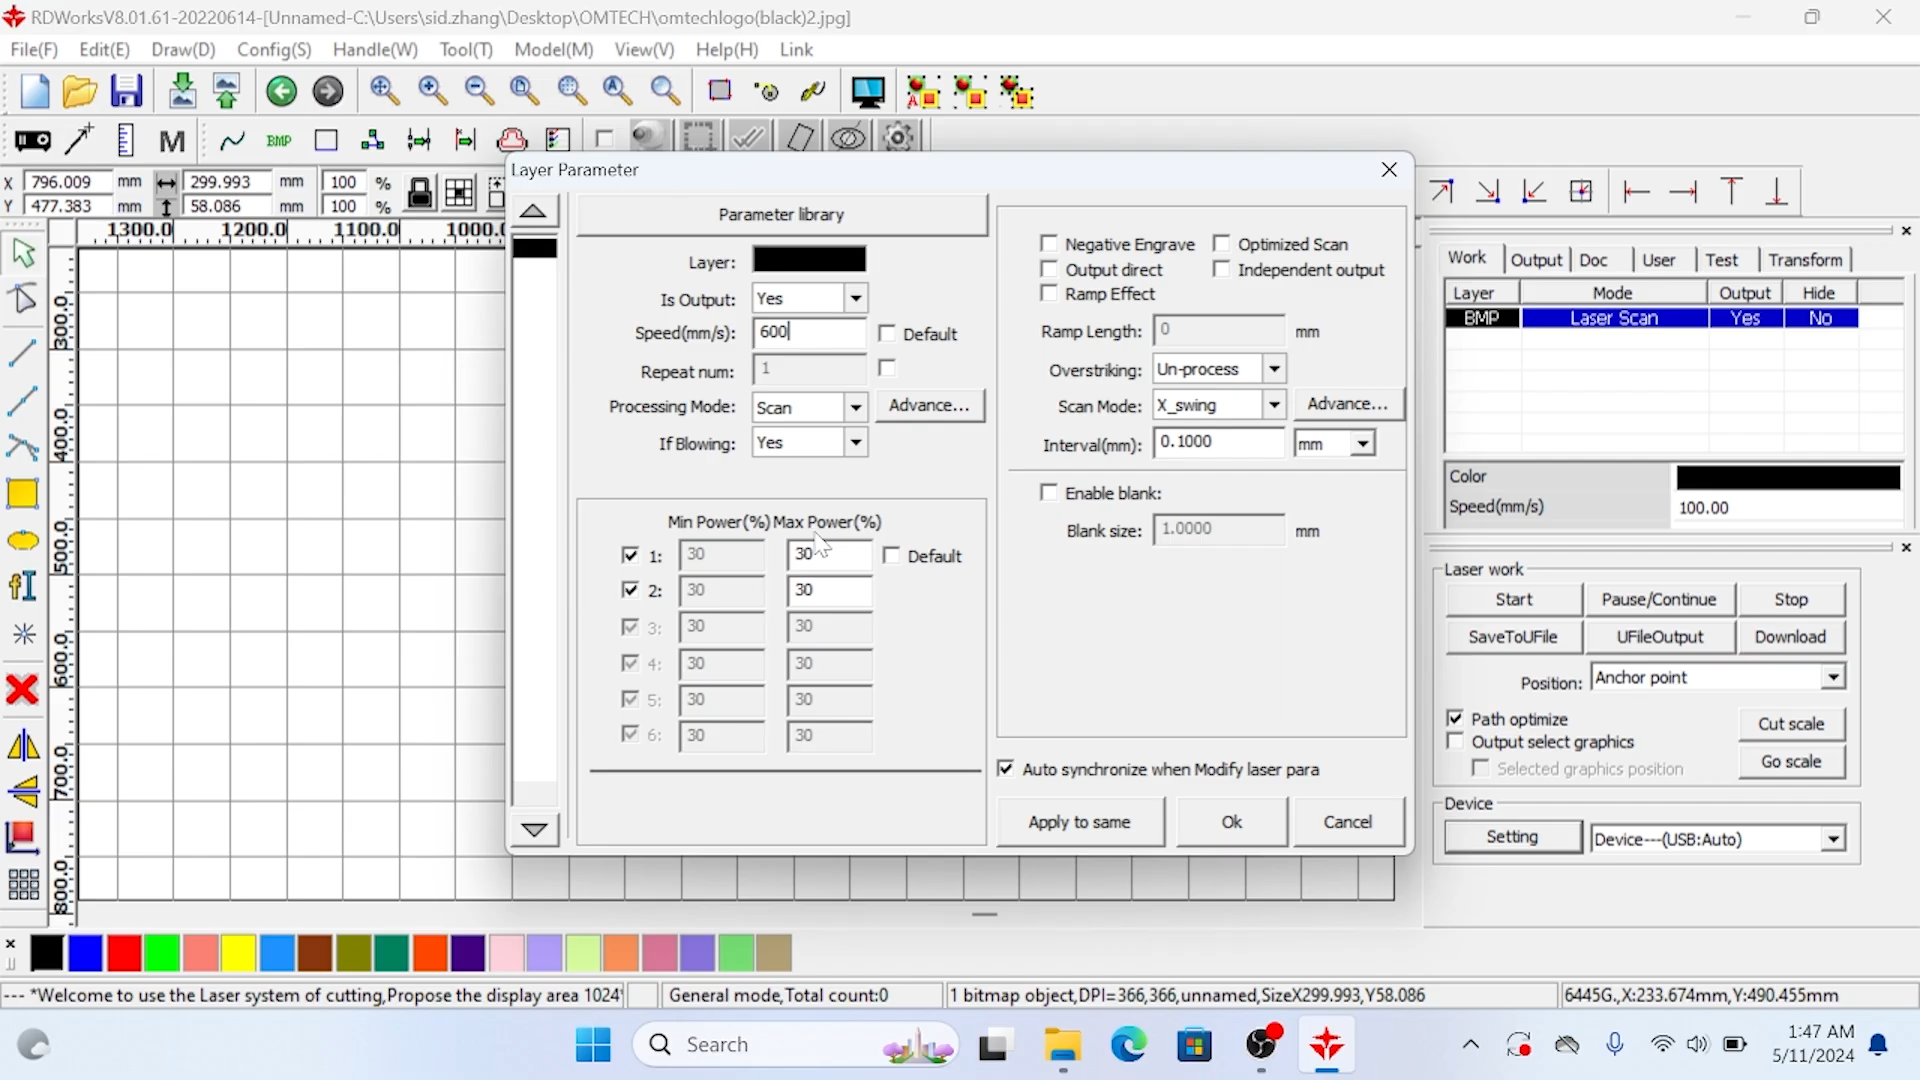 RDWorksV8.01.61-20220614-[Unnamed-C:\Users\sid.zhang\Desktop\OMTECH\omtechlogo(black)2.jpg]
File(F) Edit(E) Draw(D) Config(S) Handle(W) Tool(T) Model(M) View(V) Help(H) Link
M BMP
X 796.009 mm 299.993 mm 100 %
Y 477.383 mm 58.086 mm 100 %
1300.0 1200.0 1100.0 1000.0
300.0
400.0
500.0
600.0
700.0
800.0
Layer Parameter
Parameter library
Layer:
Is Output: Yes
Speed(mm/s): 600 Default
Repeat num: 1
Processing Mode: Scan Advance...
If Blowing: Yes
Min Power(%) Max Power(%)
1: 30 30 Default
2: 30 30
3: 30 30
4: 30 30
5: 30 30
6: 30 30
Negative Engrave Optimized Scan
Output direct Independent output
Ramp Effect
Ramp Length: 0 mm
Overstriking: Un-process
Scan Mode: X_swing Advance...
Interval(mm): 0.1000 mm
Enable blank:
Blank size: 1.0000 mm
Auto synchronize when Modify laser para
Apply to same Ok Cancel
Work Output Doc User Test Transform
Layer Mode Output Hide
BMP Laser Scan Yes No
Color
Speed(mm/s) 100.00
Laser work
Start Pause/Continue Stop
SaveToUFile UFileOutput Download
Position: Anchor point
Path optimize Cut scale
Output select graphics
Selected graphics position Go scale
Device
Setting Device---(USB:Auto)
--- *Welcome to use the Laser system of cutting,Propose the display area 1024* General mode,Total count:0 1 bitmap object,DPI=366,366,unnamed,SizeX299.993,Y58.086 6445G.,X:233.674mm,Y:490.455mm
Search
1:47 AM
5/11/2024